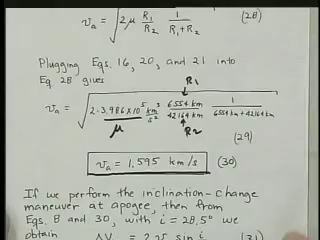 v_a = √(2μ R₁/R₂ 1/(R₁+R₂)) (28)
Plugging Eqs. 16, 20, and 21 into
Eq 28 gives
R₁
v_a = √(2·3.986×10⁵ km³/s² 6554 km/42164 km 1/(6554 km + 42164 km))
μ R2 (29)
v_a = 1.595 km/s (30)
If we perform the inclination-change
maneuver at apogee, then from
Eqs. 8 and 30, with i = 28.5° we
obtain